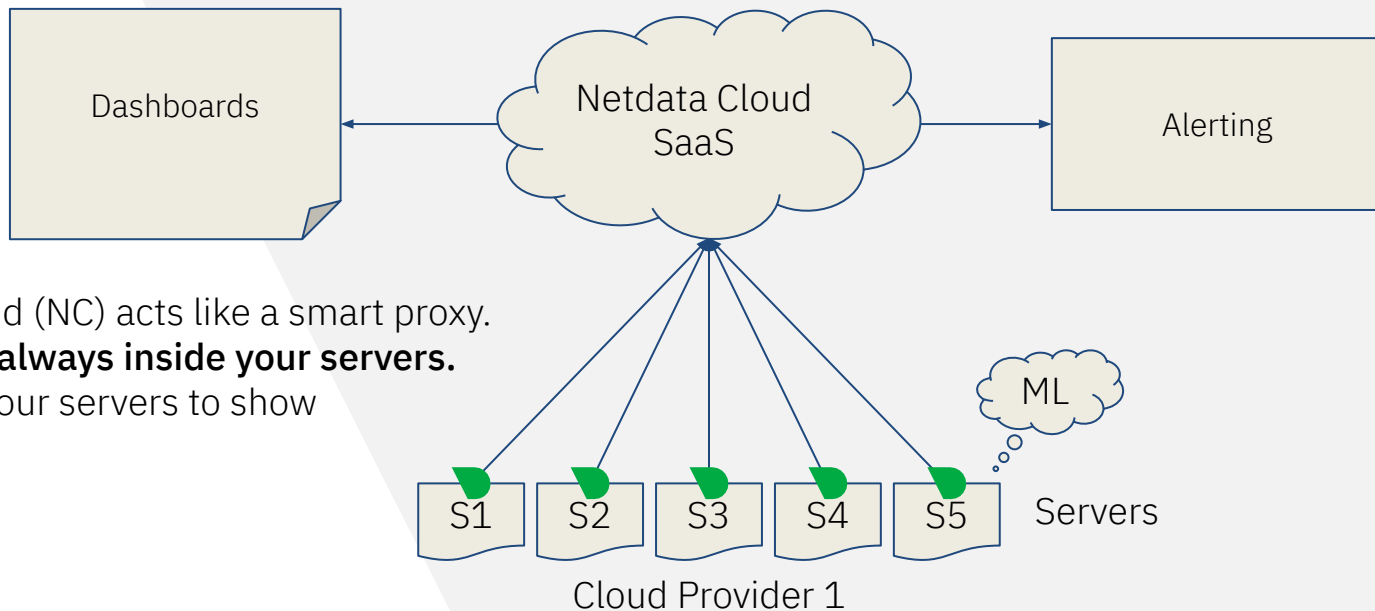 Dashboards
Netdata Cloud
SaaS
Alerting
d (NC) acts like a smart proxy.
always inside your servers.
our servers to show
ML
S1 S2 S3 S4 S5 Servers
Cloud Provider 1